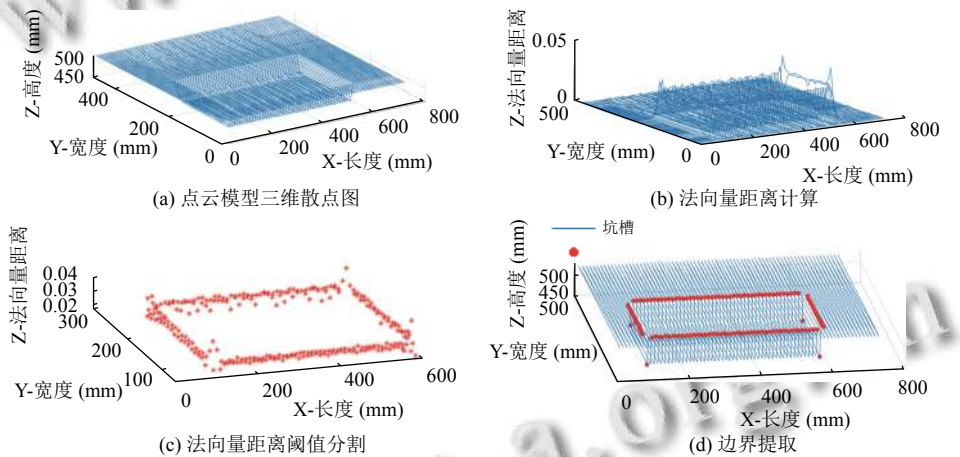 Z-高度 (mm)
500
450
400
200
0
Y-宽度 (mm)
0
200
400
600
800
X-长度 (mm)
(a) 点云模型三维散点图
Z-法向量距离
0.05
0
500
0
Y-宽度 (mm)
0
200
400
600
800
X-长度 (mm)
(b) 法向量距离计算
Z-法向量距离
0.04
0.03
0.02
300
200
100
Y-宽度 (mm)
0
200
400
600
X-长度 (mm)
(c) 法向量距离阈值分割
坑槽
Z-高度 (mm)
500
450
500
0
Y-宽度 (mm)
0
200
400
600
800
X-长度 (mm)
(d) 边界提取